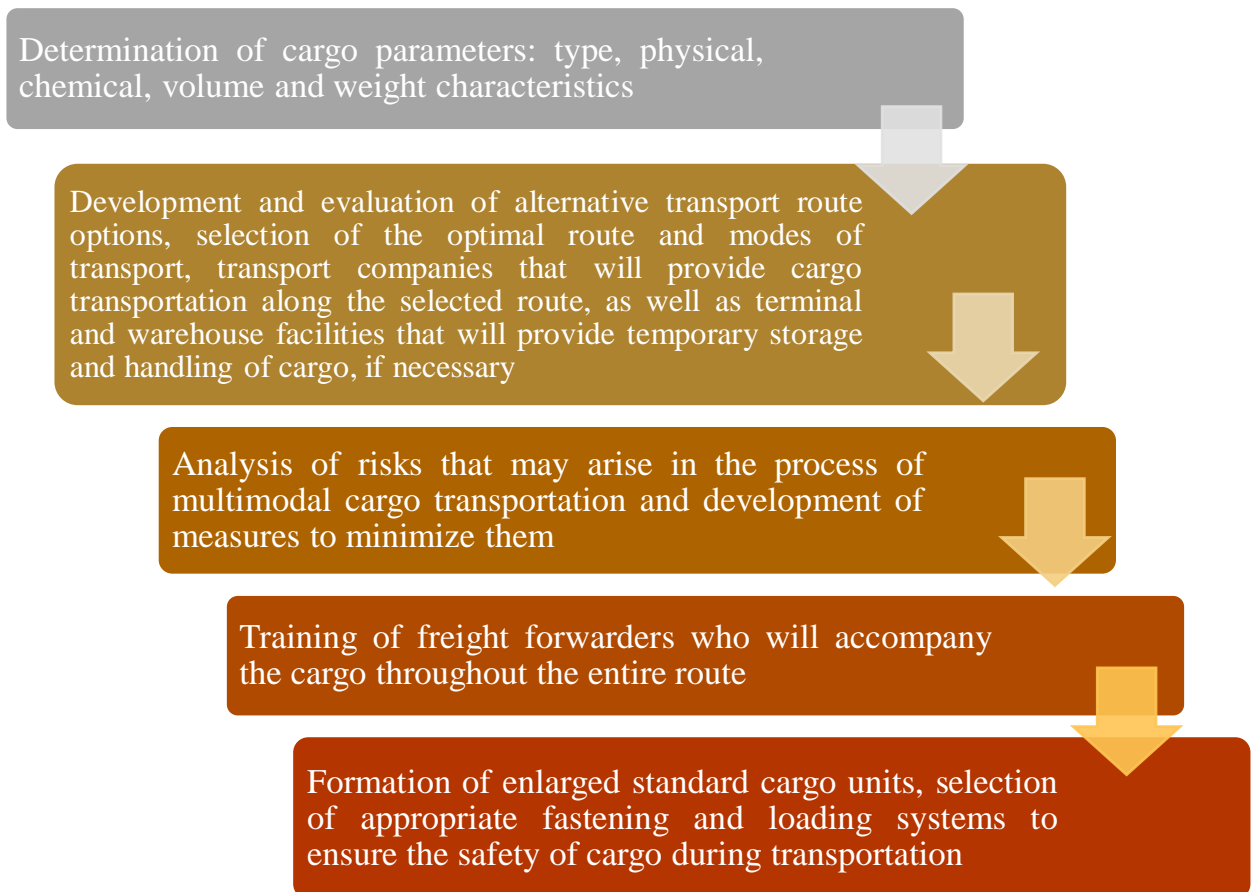 Determination of cargo parameters: type, physical,
chemical, volume and weight characteristics
Development and evaluation of alternative transport route
options, selection of the optimal route and modes of
transport, transport companies that will provide cargo
transportation along the selected route, as well as terminal
and warehouse facilities that will provide temporary storage
and handling of cargo, if necessary
Analysis of risks that may arise in the process of
multimodal cargo transportation and development of
measures to minimize them
Training of freight forwarders who will accompany
the cargo throughout the entire route
Formation of enlarged standard cargo units, selection
of appropriate fastening and loading systems to
ensure the safety of cargo during transportation